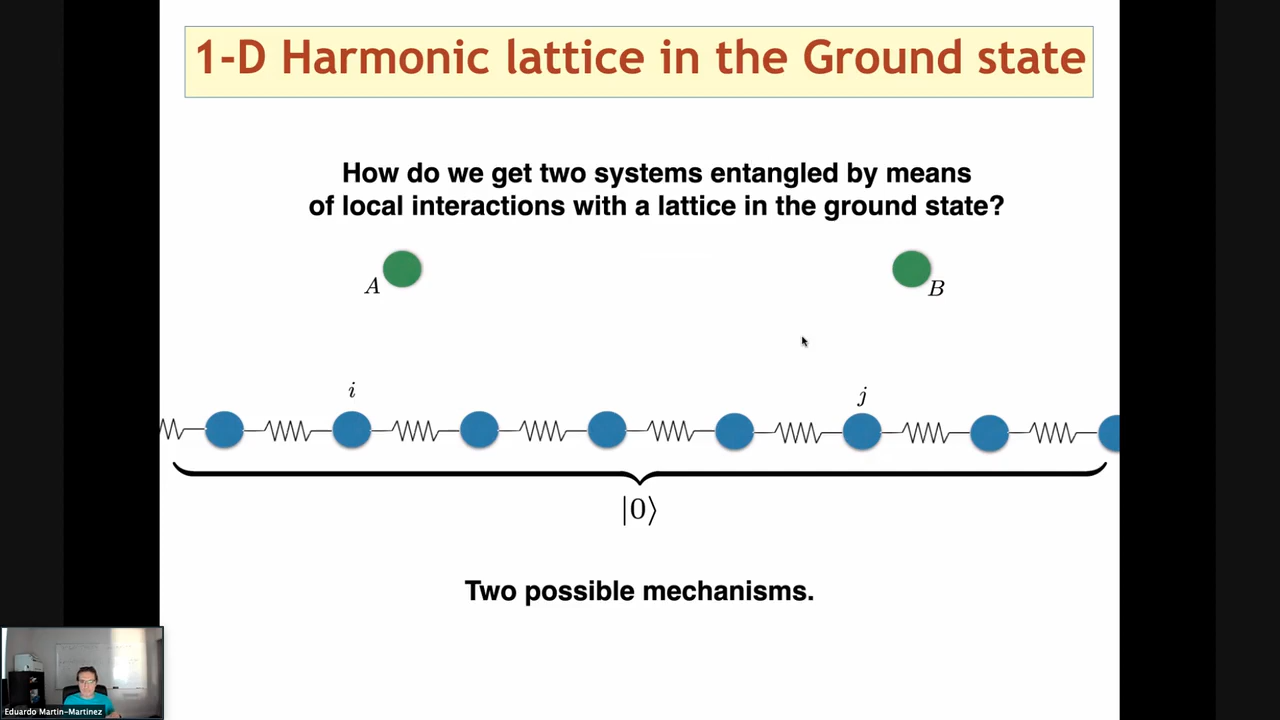 1-D Harmonic lattice in the Ground state
How do we get two systems entangled by means
of local interactions with a lattice in the ground state?
A
B
i
j
|0⟩
Two possible mechanisms.
Eduardo Martin-Martinez